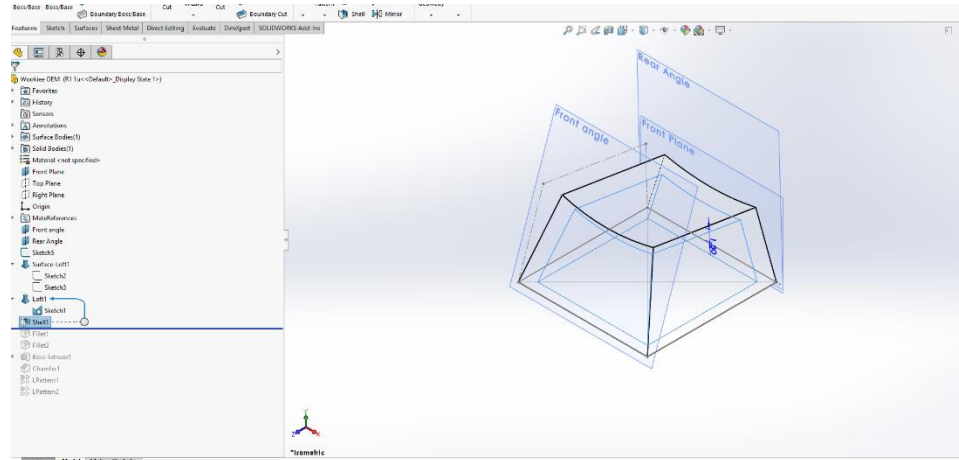 Boss/Base Boss/Base
Boundary Boss/Base
Cut
Cut
Boundary Cut
Shell
Mirror
Features Sketch Surfaces Sheet Metal Direct Editing Evaluate DimXpert SOLIDWORKS Add-Ins
Wookiee OEM (R1 1u<<Default>_Display State 1>)
Favorites
History
Sensors
Annotations
Surface Bodies(1)
Solid Bodies(1)
Material <not specified>
Front Plane
Top Plane
Right Plane
Origin
MateReferences
Front angle
Rear Angle
Sketch5
Surface-Loft1
Sketch2
Sketch3
Loft1
Sketch1
Shell1
Fillet1
Fillet2
Boss-Extrude1
Chamfer1
LPattern1
LPattern2
Rear Angle
Front angle
Front Plane
Y
Z
X
*Isometric